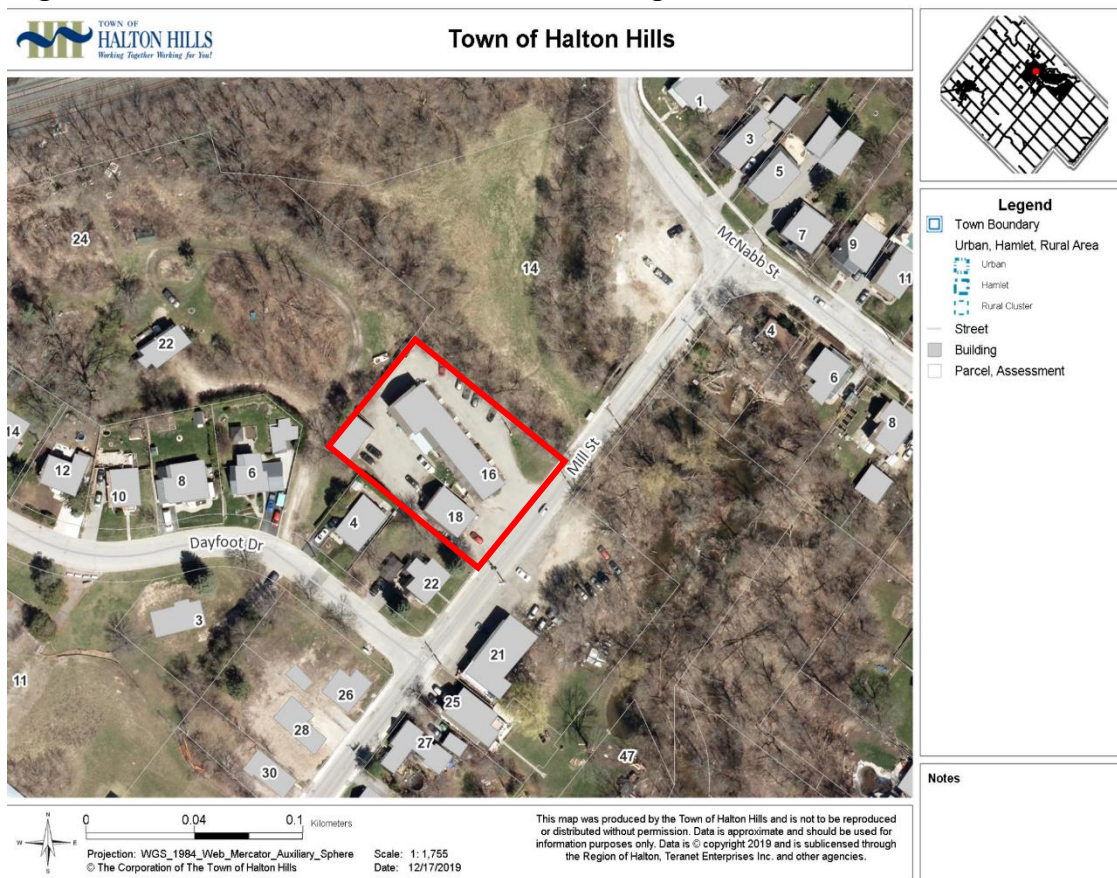 TOWN OF
HALTON HILLS
Working Together Working for You!
Town of Halton Hills
1
3
5
7
9
11
McNabb St
14
24
22
4
6
8
16
Mill St
18
14
12
10
8
6
4
Dayfoot Dr
22
3
21
11
26
25
28
27
47
30
Legend
Town Boundary
Urban, Hamlet, Rural Area
Urban
Hamlet
Rural Cluster
Street
Building
Parcel, Assessment
Notes
N
W E
S
0 0.04 0.1 Kilometers
Projection: WGS_1984_Web_Mercator_Auxiliary_Sphere
© The Corporation of The Town of Halton Hills
Scale: 1: 1,755
Date: 12/17/2019
This map was produced by the Town of Halton Hills and is not to be reproduced
or distributed without permission. Data is approximate and should be used for
information purposes only. Data is © copyright 2019 and is sublicensed through
the Region of Halton, Teranet Enterprises Inc. and other agencies.